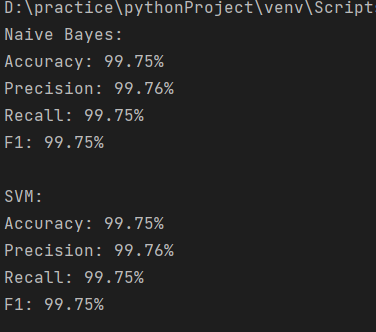 D:\practice\pythonProject\venv\Script
Naive Bayes:
Accuracy: 99.75%
Precision: 99.76%
Recall: 99.75%
F1: 99.75%
SVM:
Accuracy: 99.75%
Precision: 99.76%
Recall: 99.75%
F1: 99.75%